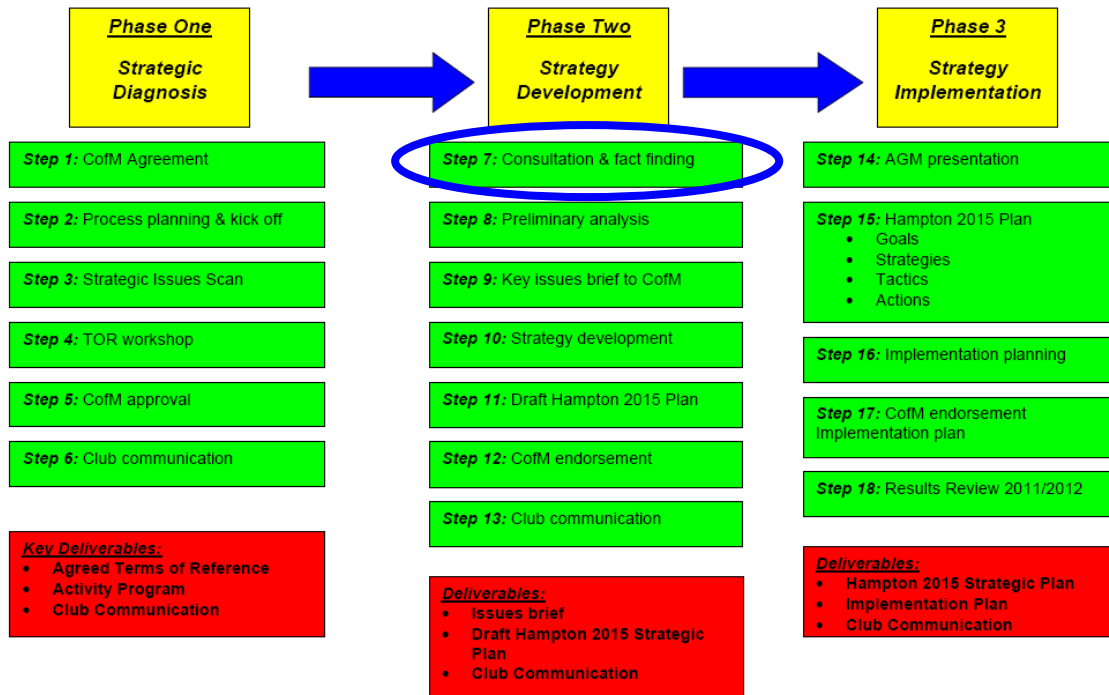 Phase One
Strategic
Diagnosis
Step 1: CofM Agreement
Step 2: Process planning & kick off
Step 3: Strategic Issues Scan
Step 4: TOR workshop
Step 5: CofM approval
Step 6: Club communication
Key Deliverables:
• Agreed Terms of Reference
• Activity Program
• Club Communication
Phase Two
Strategy
Development
Step 7: Consultation & fact finding
Step 8: Preliminary analysis
Step 9: Key issues brief to CofM
Step 10: Strategy development
Step 11: Draft Hampton 2015 Plan
Step 12: CofM endorsement
Step 13: Club communication
Deliverables:
• Issues brief
• Draft Hampton 2015 Strategic
Plan
• Club Communication
Phase 3
Strategy
Implementation
Step 14: AGM presentation
Step 15: Hampton 2015 Plan
• Goals
• Strategies
• Tactics
• Actions
Step 16: Implementation planning
Step 17: CofM endorsement
Implementation plan
Step 18: Results Review 2011/2012
Deliverables:
• Hampton 2015 Strategic Plan
• Implementation Plan
• Club Communication